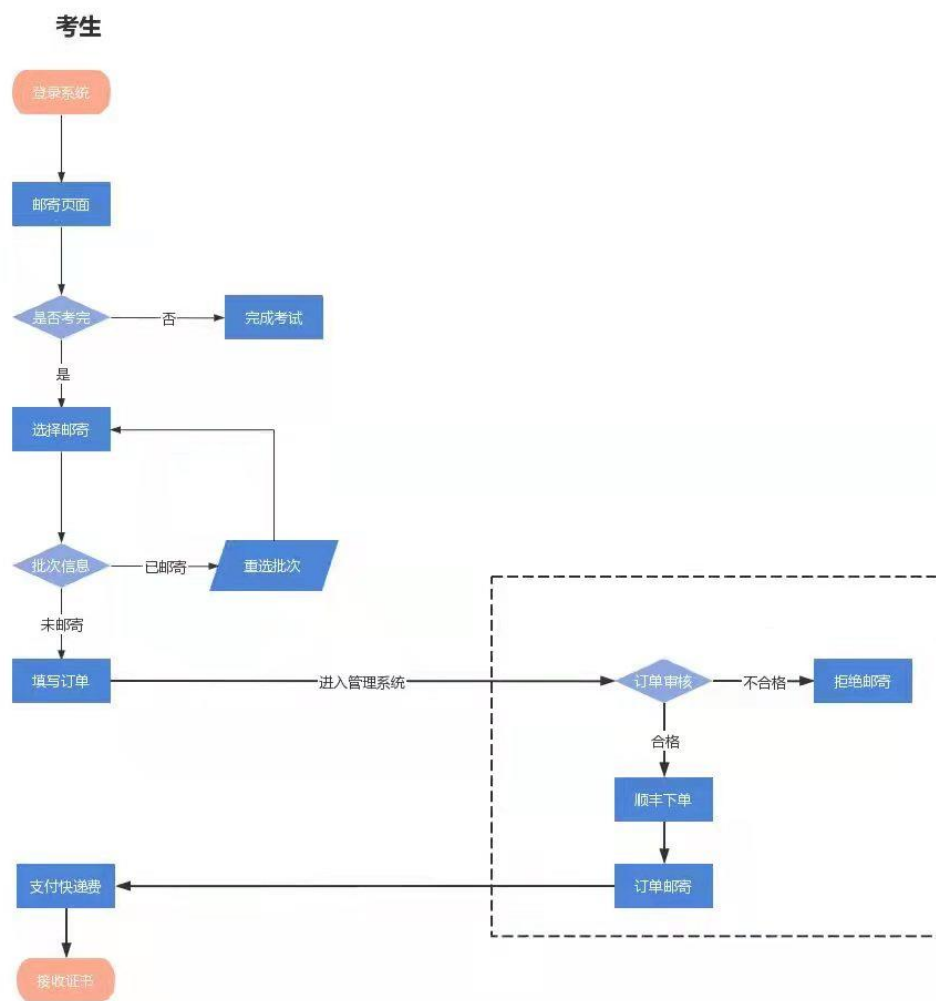 考生
登录系统
邮寄页面
是否考完
否
完成考试
是
选择邮寄
批次信息
已邮寄
重选批次
未邮寄
填写订单
进入管理系统
订单审核
不合格
拒绝邮寄
合格
顺丰下单
支付快递费
订单邮寄
接收证书